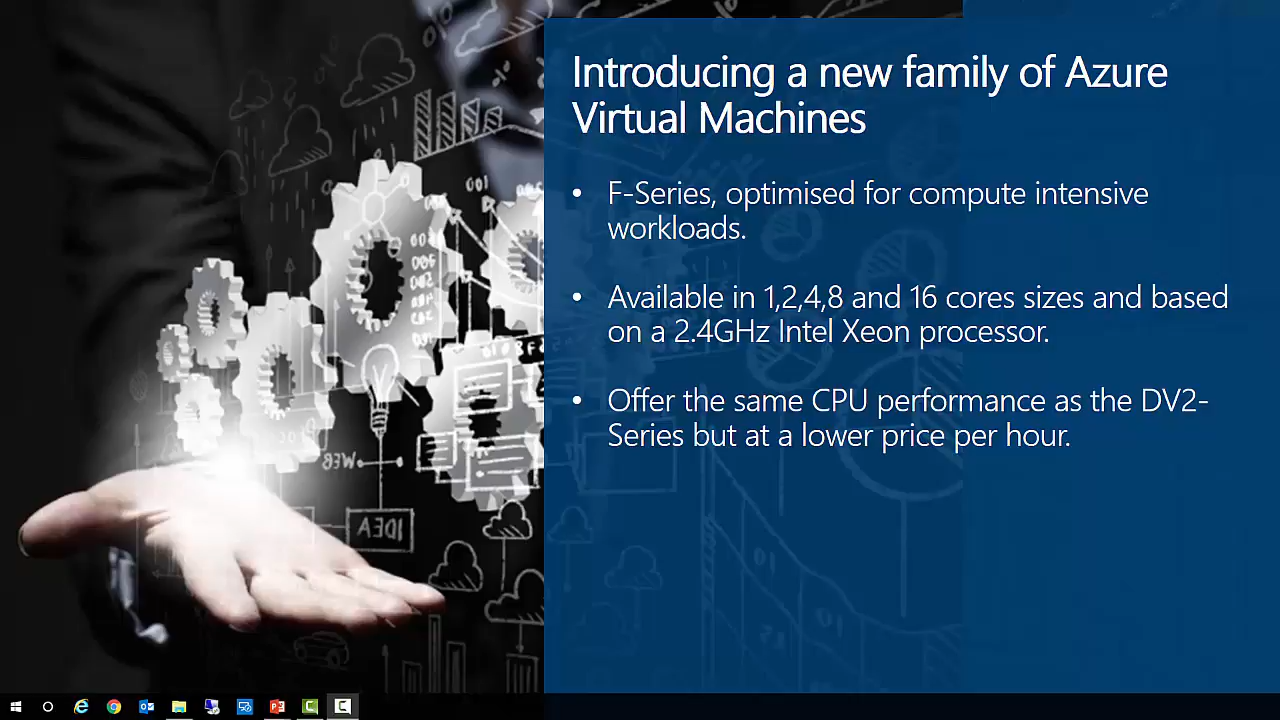 Introducing a new family of Azure
Virtual Machines
• F-Series, optimised for compute intensive
workloads.
• Available in 1,2,4,8 and 16 cores sizes and based
on a 2.4GHz Intel Xeon processor.
• Offer the same CPU performance as the DV2-
Series but at a lower price per hour.
WEB
IDEA